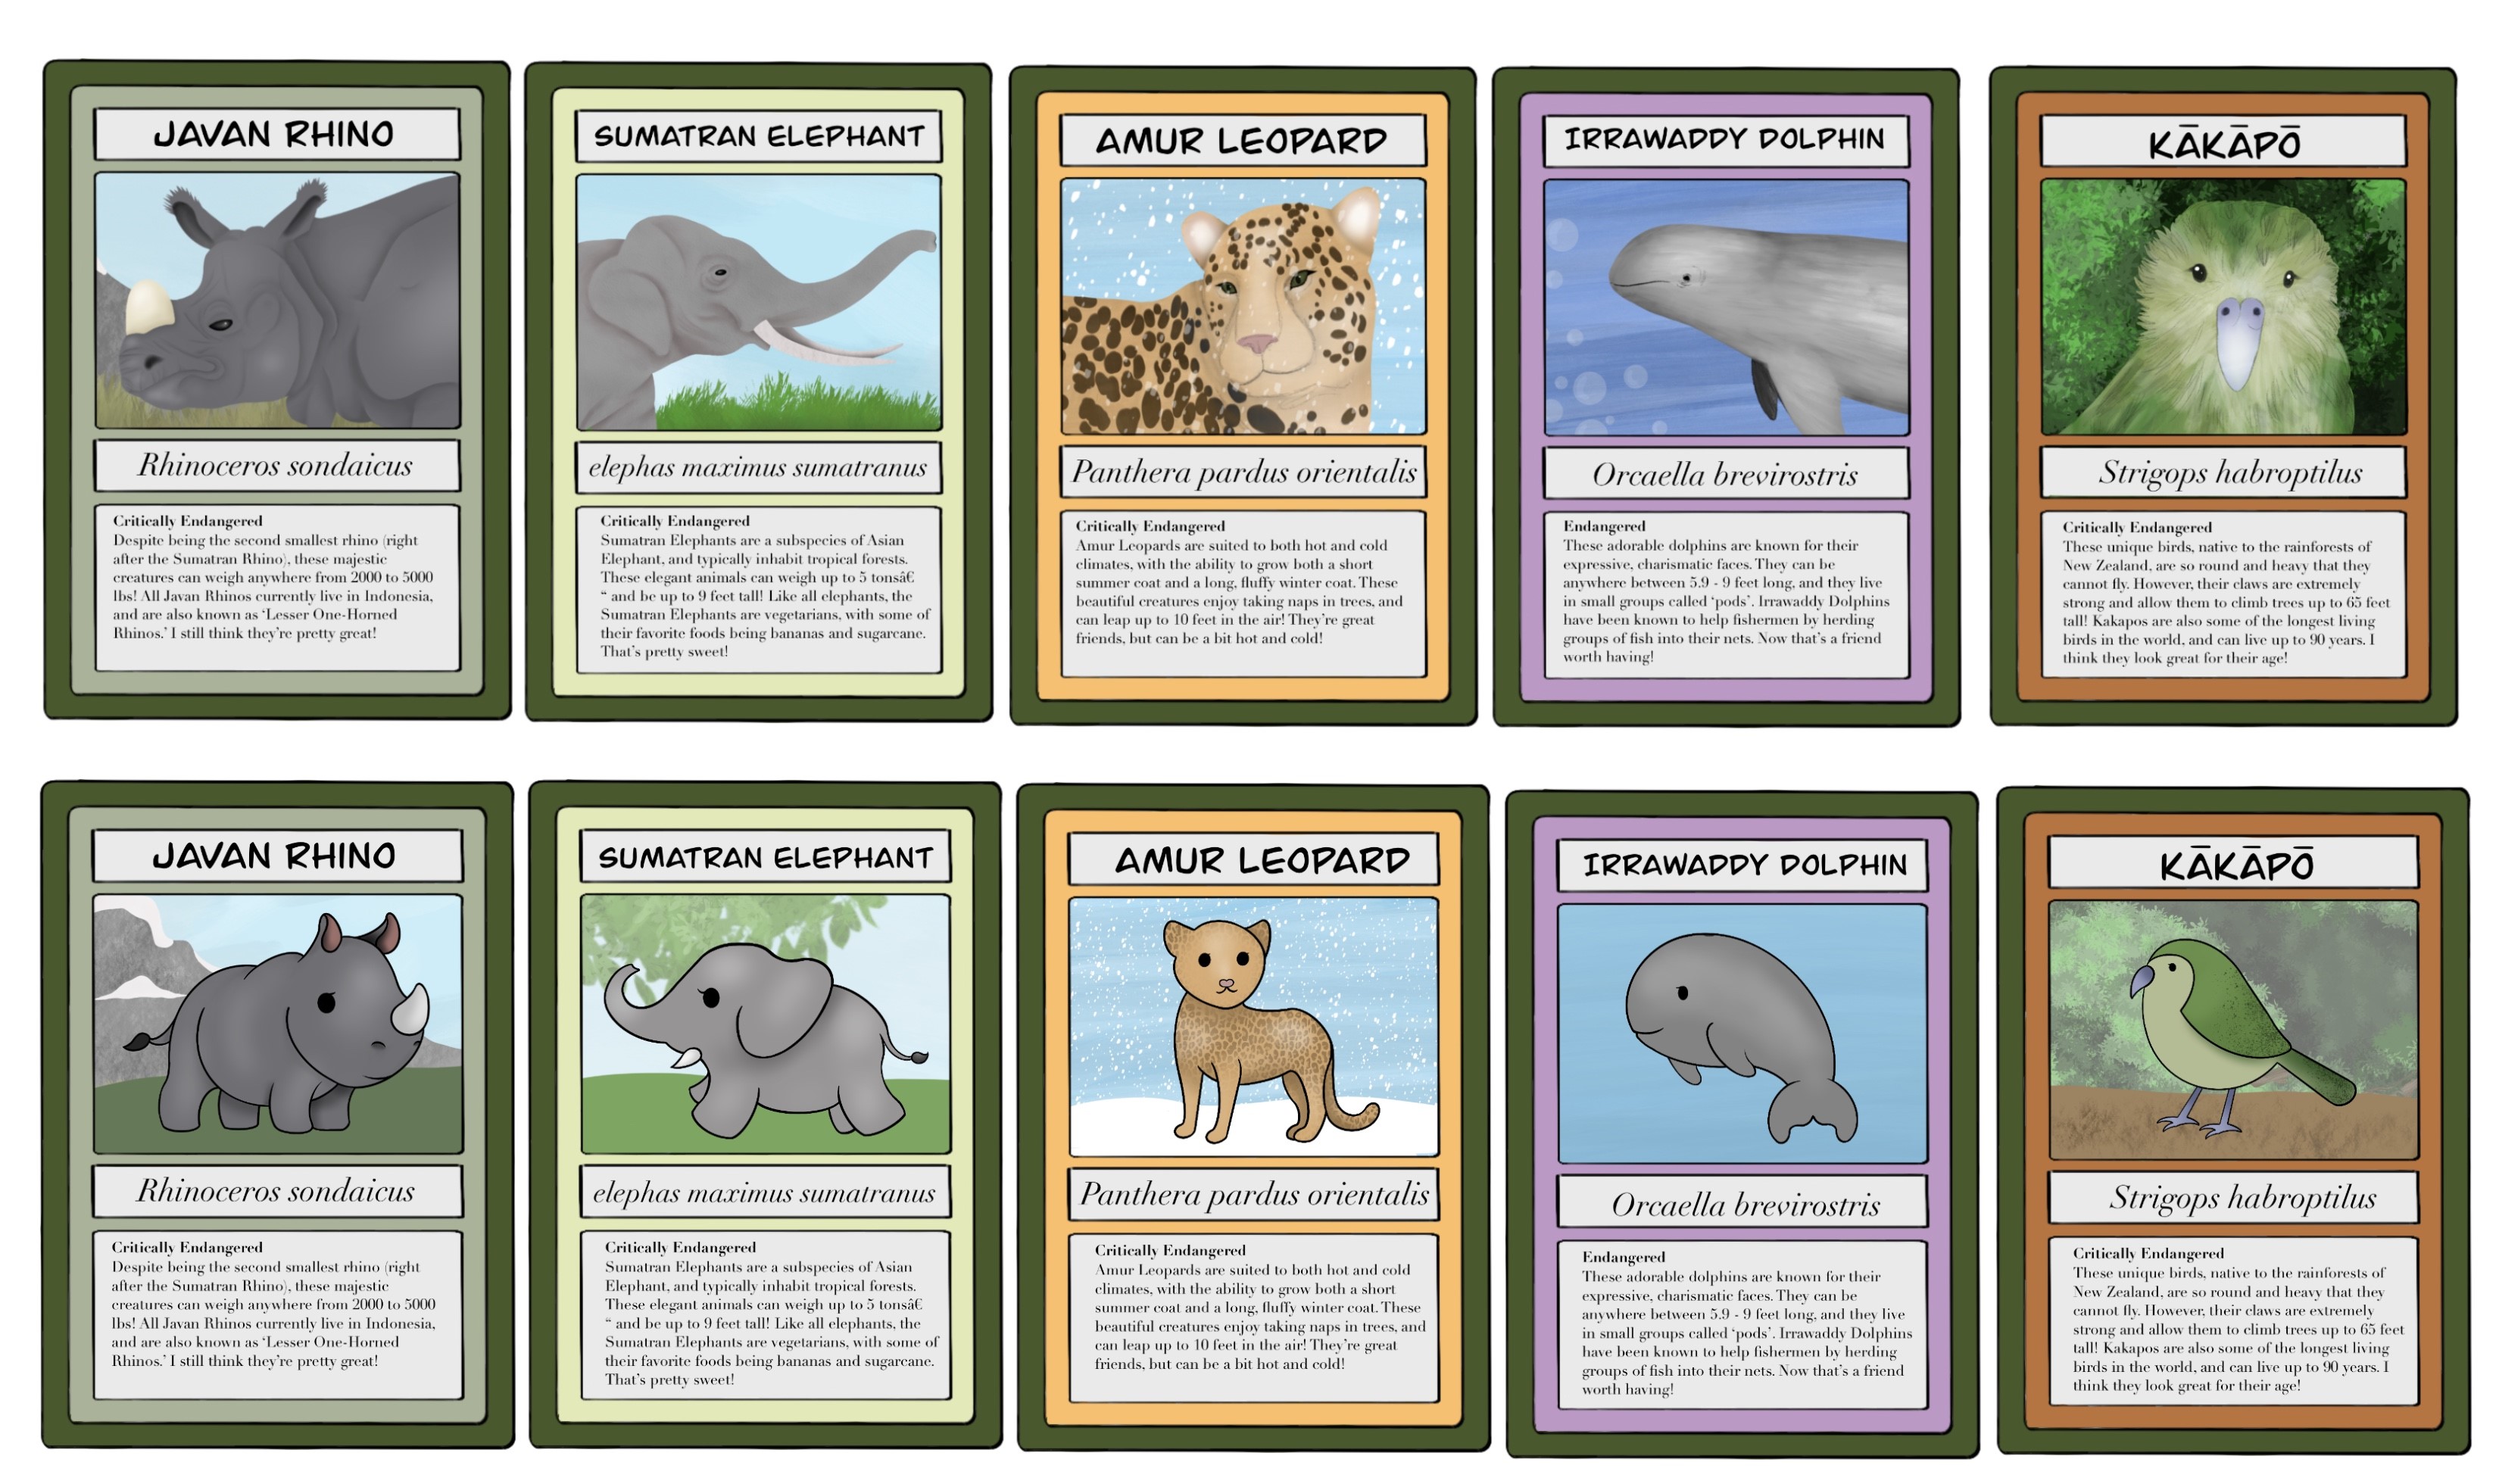 JAVAN RHINO
Rhinoceros sondaicus
Critically Endangered
Despite being the second smallest rhino (right
after the Sumatran Rhino), these majestic
creatures can weigh anywhere from 2000 to 5000
lbs! All Javan Rhinos currently live in Indonesia,
and are also known as ‘Lesser One-Horned
Rhinos.’ I still think they’re pretty great!
SUMATRAN ELEPHANT
elephas maximus sumatranus
Critically Endangered
Sumatran Elephants are a subspecies of Asian
Elephant, and typically inhabit tropical forests.
These elegant animals can weigh up to 5 tonsâ€
“ and be up to 9 feet tall! Like all elephants, the
Sumatran Elephants are vegetarians, with some of
their favorite foods being bananas and sugarcane.
That’s pretty sweet!
AMUR LEOPARD
Panthera pardus orientalis
Critically Endangered
Amur Leopards are suited to both hot and cold
climates, with the ability to grow both a short
summer coat and a long, fluffy winter coat. These
beautiful creatures enjoy taking naps in trees, and
can leap up to 10 feet in the air! They’re great
friends, but can be a bit hot and cold!
IRRAWADDY DOLPHIN
Orcaella brevirostris
Endangered
These adorable dolphins are known for their
expressive, charismatic faces. They can be
anywhere between 5.9 - 9 feet long, and they live
in small groups called ‘pods’. Irrawaddy Dolphins
have been known to help fishermen by herding
groups of fish into their nets. Now that’s a friend
worth having!
KĀKĀPŌ
Strigops habroptilus
Critically Endangered
These unique birds, native to the rainforests of
New Zealand, are so round and heavy that they
cannot fly. However, their claws are extremely
strong and allow them to climb trees up to 65 feet
tall! Kakapos are also some of the longest living
birds in the world, and can live up to 90 years. I
think they look great for their age!
JAVAN RHINO
Rhinoceros sondaicus
Critically Endangered
Despite being the second smallest rhino (right
after the Sumatran Rhino), these majestic
creatures can weigh anywhere from 2000 to 5000
lbs! All Javan Rhinos currently live in Indonesia,
and are also known as ‘Lesser One-Horned
Rhinos.’ I still think they’re pretty great!
SUMATRAN ELEPHANT
elephas maximus sumatranus
Critically Endangered
Sumatran Elephants are a subspecies of Asian
Elephant, and typically inhabit tropical forests.
These elegant animals can weigh up to 5 tonsâ€
“ and be up to 9 feet tall! Like all elephants, the
Sumatran Elephants are vegetarians, with some of
their favorite foods being bananas and sugarcane.
That’s pretty sweet!
AMUR LEOPARD
Panthera pardus orientalis
Critically Endangered
Amur Leopards are suited to both hot and cold
climates, with the ability to grow both a short
summer coat and a long, fluffy winter coat. These
beautiful creatures enjoy taking naps in trees, and
can leap up to 10 feet in the air! They’re great
friends, but can be a bit hot and cold!
IRRAWADDY DOLPHIN
Orcaella brevirostris
Endangered
These adorable dolphins are known for their
expressive, charismatic faces. They can be
anywhere between 5.9 - 9 feet long, and they live
in small groups called ‘pods’. Irrawaddy Dolphins
have been known to help fishermen by herding
groups of fish into their nets. Now that’s a friend
worth having!
KĀKĀPŌ
Strigops habroptilus
Critically Endangered
These unique birds, native to the rainforests of
New Zealand, are so round and heavy that they
cannot fly. However, their claws are extremely
strong and allow them to climb trees up to 65 feet
tall! Kakapos are also some of the longest living
birds in the world, and can live up to 90 years. I
think they look great for their age!